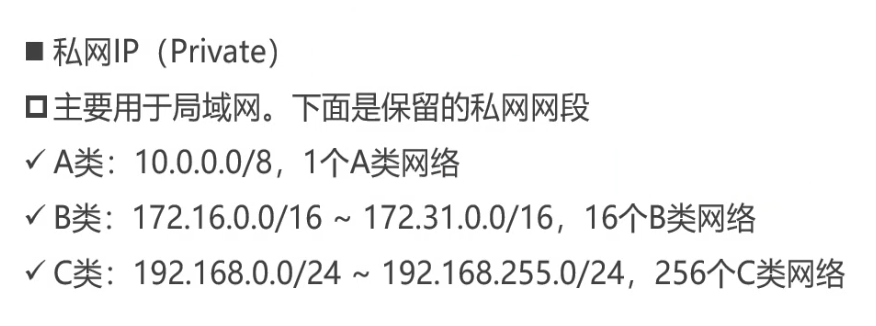 ■ 私网IP（Private）
□ 主要用于局域网。下面是保留的私网网段
✓ A类：10.0.0.0/8，1个A类网络
✓ B类：172.16.0.0/16 ~ 172.31.0.0/16，16个B类网络
✓ C类：192.168.0.0/24 ~ 192.168.255.0/24，256个C类网络